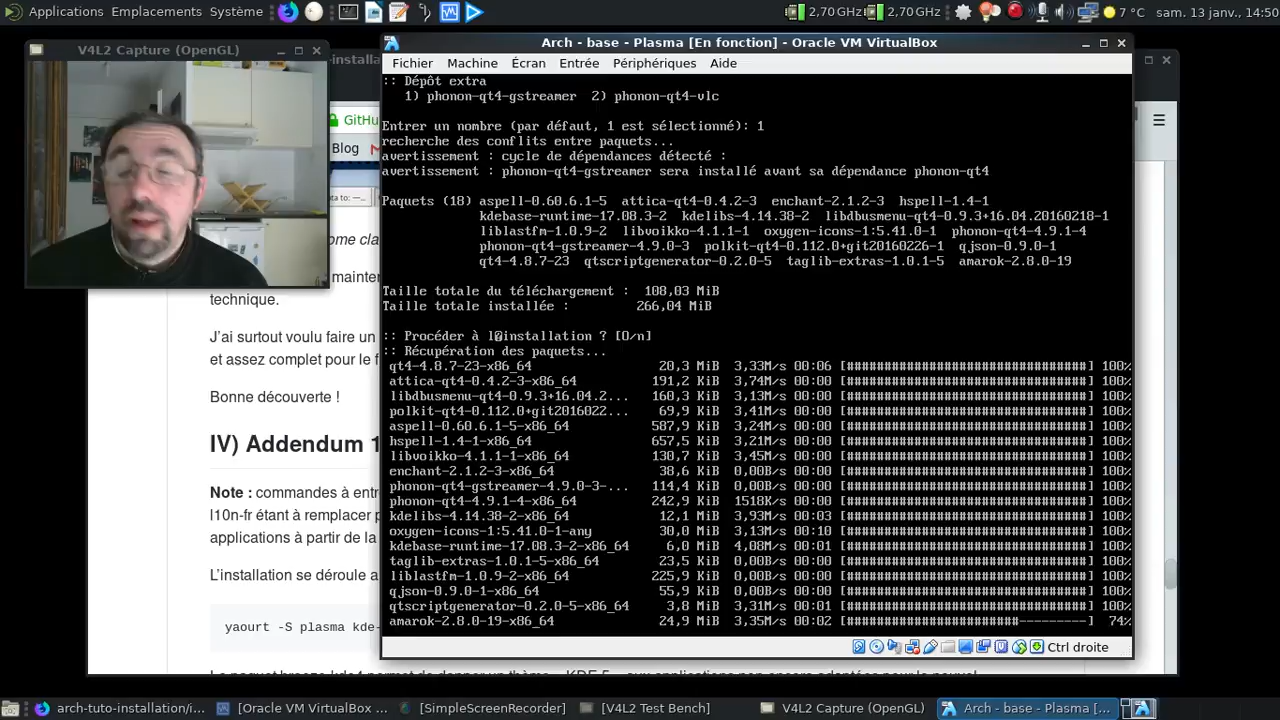 Applications Emplacements Système
2,70 GHz 2,70 GHz
7 °C sam. 13 janv., 14:50
V4L2 Capture (OpenGL)
Arch - base - Plasma [En fonction] - Oracle VM VirtualBox
Fichier Machine Écran Entrée Périphériques Aide
:: Dépôt extra
1) phonon-qt4-gstreamer 2) phonon-qt4-vlc
Entrer un nombre (par défaut, 1 est sélectionné): 1
recherche des conflits entre paquets...
avertissement : cycle de dépendances détecté :
avertissement : phonon-qt4-gstreamer sera installé avant sa dépendance phonon-qt4
Paquets (18) aspell-0.60.6.1-5 attica-qt4-0.4.2-3 enchant-2.1.2-3 hspell-1.4-1
kdebase-runtime-17.08.3-2 kdelibs-4.14.38-2 libdbusmenu-qt4-0.9.3+16.04.20160218-1
liblastfm-1.0.9-2 libvoikko-4.1.1-1 oxygen-icons-1:5.41.0-1 phonon-qt4-4.9.1-4
phonon-qt4-gstreamer-4.9.0-3 polkit-qt4-0.112.0+git20160226-1 qjson-0.9.0-1
qt4-4.8.7-23 qtscriptgenerator-0.2.0-5 taglib-extras-1.0.1-5 amarok-2.8.0-19
Taille totale du téléchargement : 108,03 MiB
Taille totale installée : 266,04 MiB
:: Procéder à l�installation ? [O/n]
:: Récupération des paquets...
qt4-4.8.7-23-x86_64 20,3 MiB 3,33M/s 00:06 [################################] 100%
attica-qt4-0.4.2-3-x86_64 191,2 KiB 3,74M/s 00:00 [################################] 100%
libdbusmenu-qt4-0.9.3+16.04.2... 160,3 KiB 3,13M/s 00:00 [################################] 100%
polkit-qt4-0.112.0+git2016022... 69,9 KiB 3,41M/s 00:00 [################################] 100%
aspell-0.60.6.1-5-x86_64 587,9 KiB 3,24M/s 00:00 [################################] 100%
hspell-1.4-1-x86_64 657,5 KiB 3,21M/s 00:00 [################################] 100%
libvoikko-4.1.1-1-x86_64 130,7 KiB 3,45M/s 00:00 [################################] 100%
enchant-2.1.2-3-x86_64 38,6 KiB 0,00B/s 00:00 [################################] 100%
phonon-qt4-gstreamer-4.9.0-3-... 114,4 KiB 0,00B/s 00:00 [################################] 100%
phonon-qt4-4.9.1-4-x86_64 242,9 KiB 1518K/s 00:00 [################################] 100%
kdelibs-4.14.38-2-x86_64 12,1 MiB 3,93M/s 00:03 [################################] 100%
oxygen-icons-1:5.41.0-1-any 30,0 MiB 3,13M/s 00:10 [################################] 100%
kdebase-runtime-17.08.3-2-x86_64 6,0 MiB 4,08M/s 00:01 [################################] 100%
taglib-extras-1.0.1-5-x86_64 23,5 KiB 0,00B/s 00:00 [################################] 100%
liblastfm-1.0.9-2-x86_64 225,9 KiB 0,00B/s 00:00 [################################] 100%
qjson-0.9.0-1-x86_64 55,9 KiB 0,00B/s 00:00 [################################] 100%
qtscriptgenerator-0.2.0-5-x86_64 3,8 MiB 3,31M/s 00:01 [################################] 100%
amarok-2.8.0-19-x86_64 24,9 MiB 3,35M/s 00:02 [#######################---------] 74%
Ctrl droite
GitH
Blog
technique.
J’ai surtout voulu faire un
et assez complet pour le f
Bonne découverte !
IV) Addendum 1
Note : commandes à entr
l10n-fr étant à remplacer p
applications à partir de la
L’installation se déroule a
yaourt -S plasma kde-
arch-tuto-installation/i... [Oracle VM VirtualBox ... [SimpleScreenRecorder] [V4L2 Test Bench] V4L2 Capture (OpenGL) Arch - base - Plasma [...